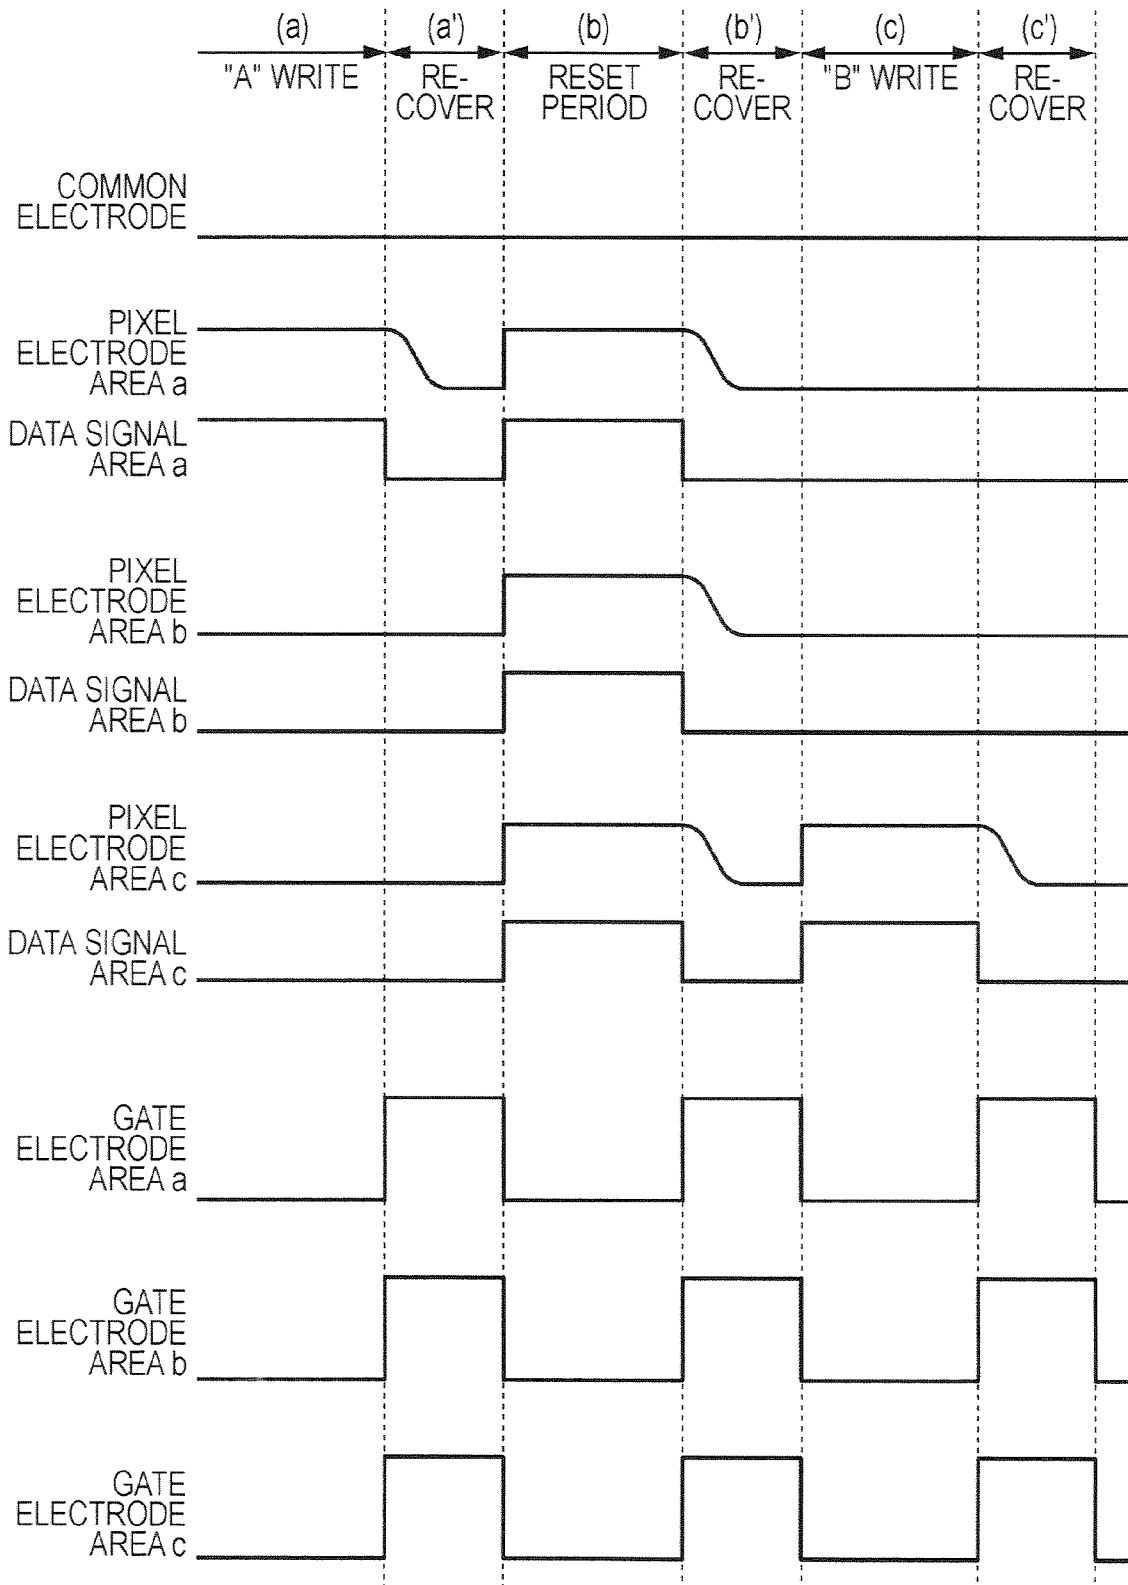 (a) (a') (b) (b') (c) (c')
"A" WRITE RE- RESET RE- "B" WRITE RE-
COVER PERIOD COVER COVER
COMMON
ELECTRODE
PIXEL
ELECTRODE
AREA a
DATA SIGNAL
AREA a
PIXEL
ELECTRODE
AREA b
DATA SIGNAL
AREA b
PIXEL
ELECTRODE
AREA c
DATA SIGNAL
AREA c
GATE
ELECTRODE
AREA a
GATE
ELECTRODE
AREA b
GATE
ELECTRODE
AREA c